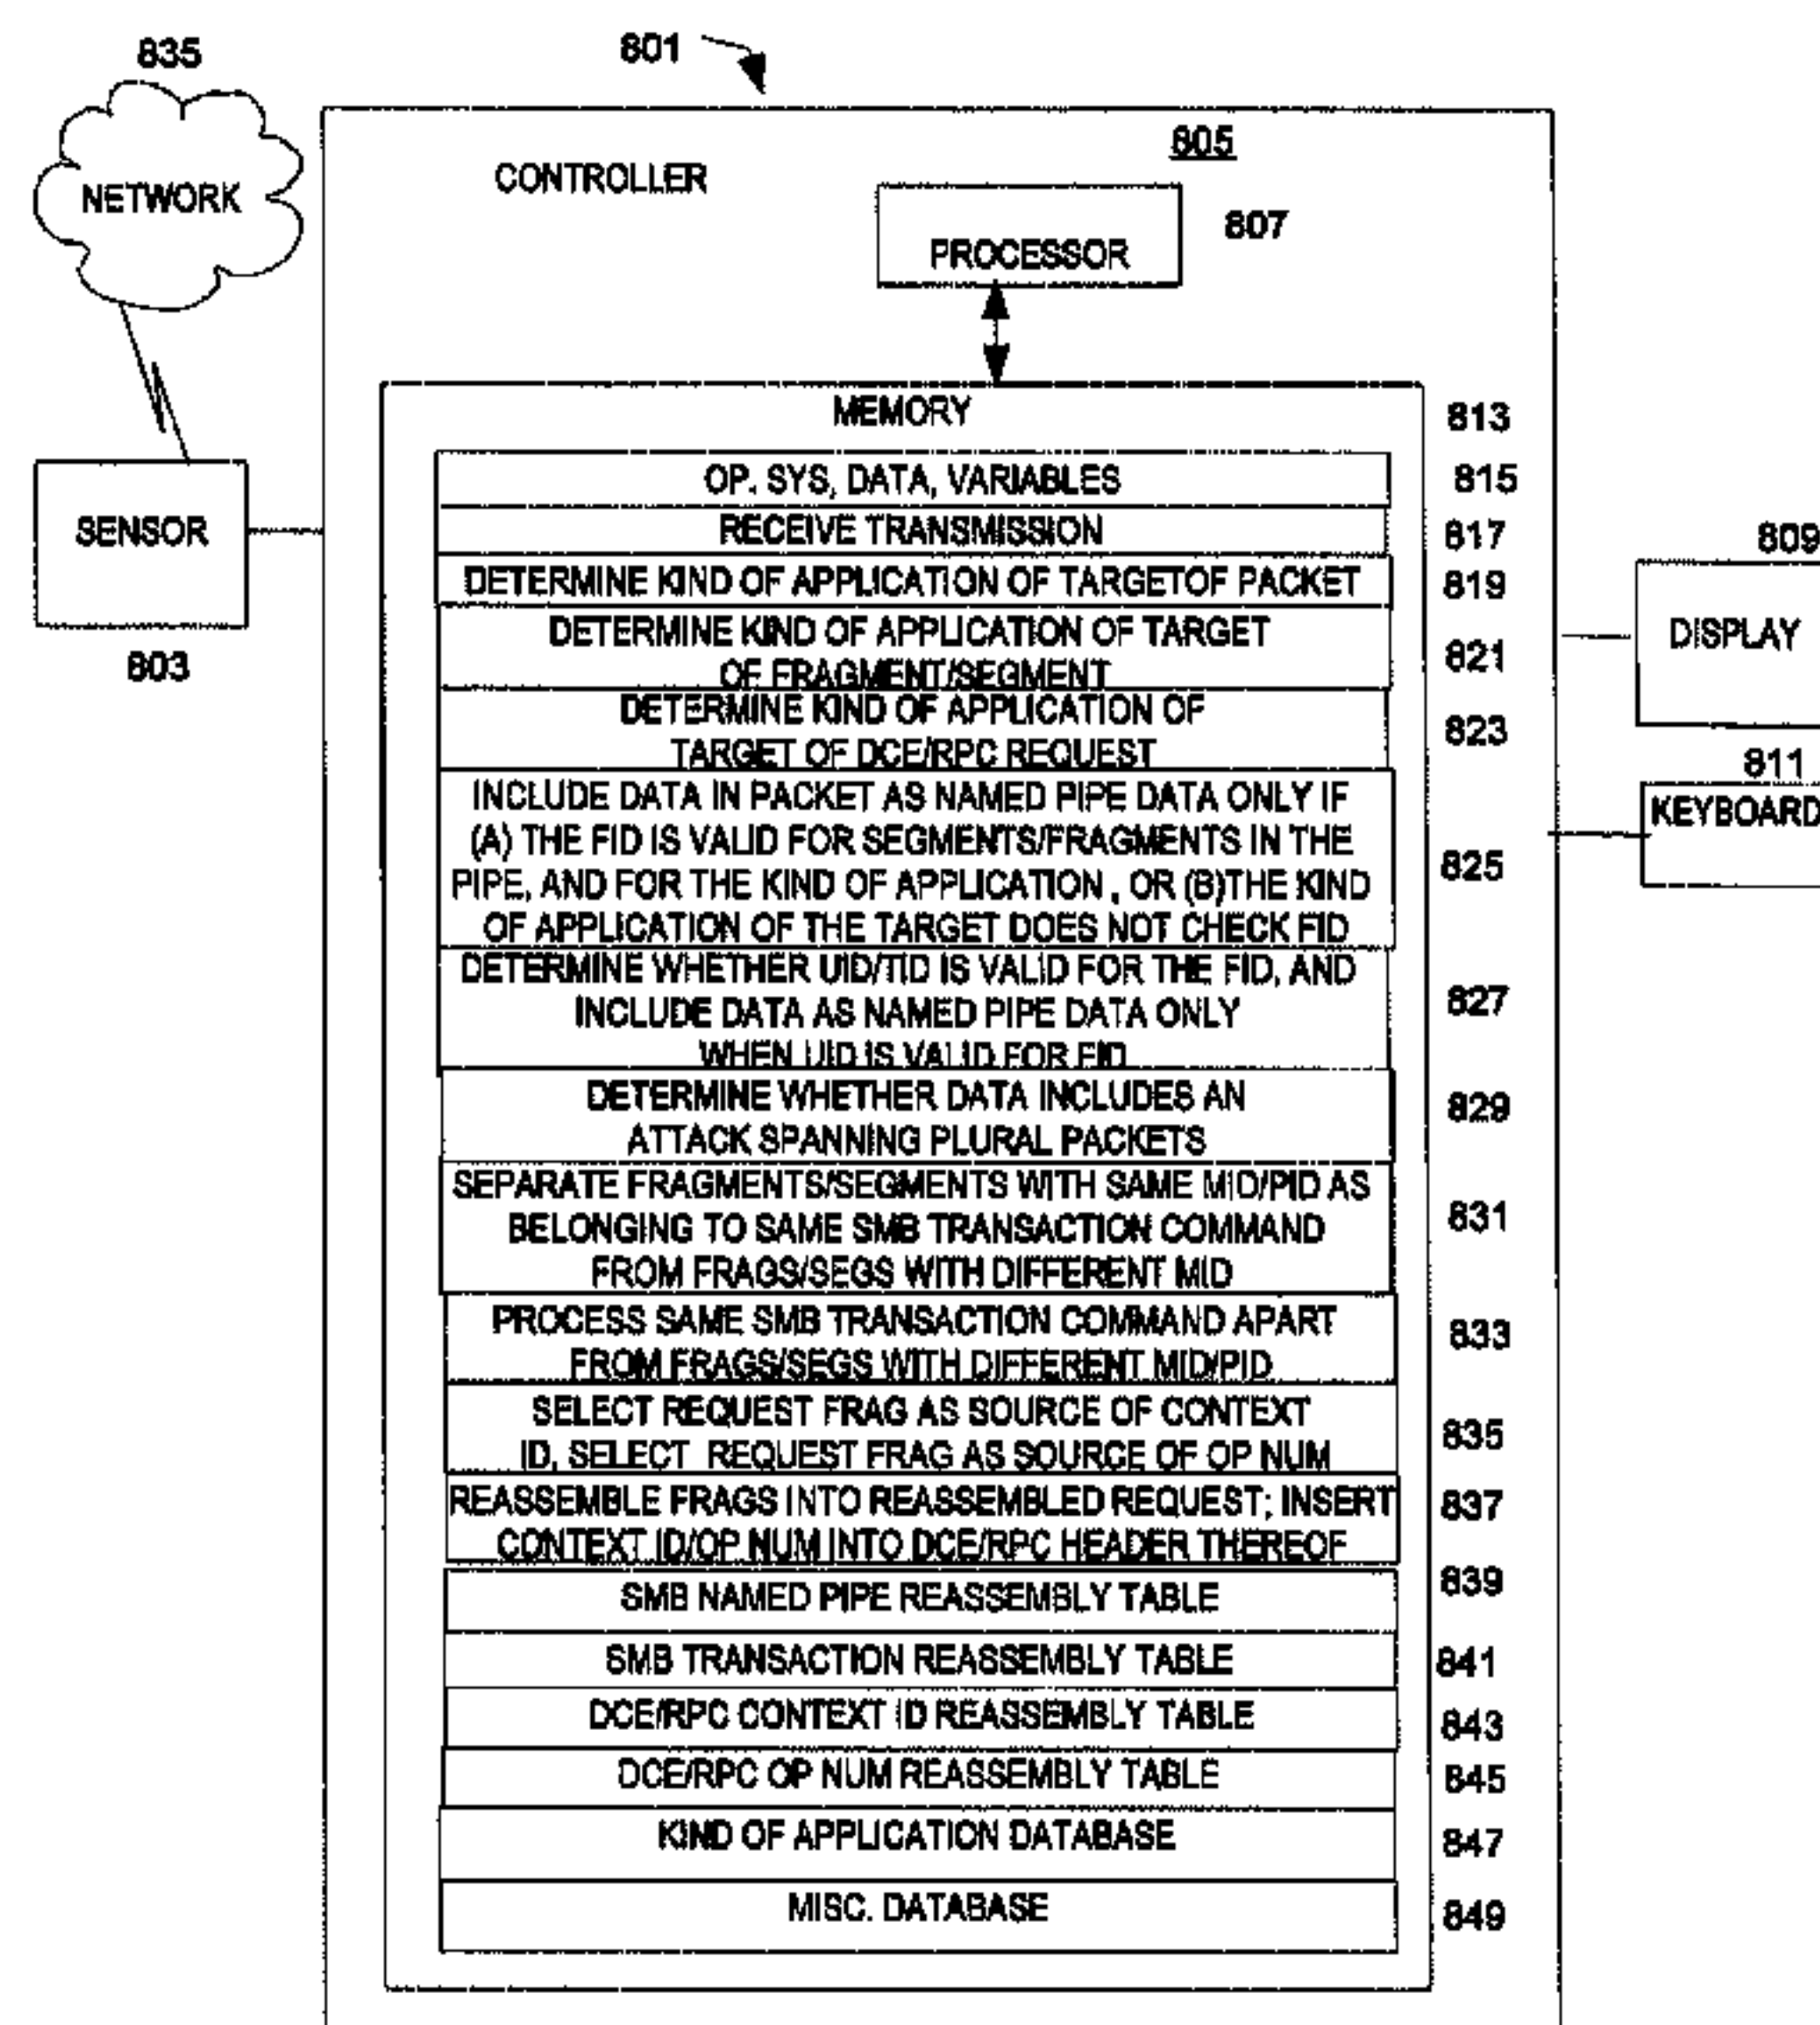 835
801
805
CONTROLLER
NETWORK
807
PROCESSOR
MEMORY
813
OP. SYS, DATA, VARIABLES
815
SENSOR
RECEIVE TRANSMISSION
817
809
DETERMINE KIND OF APPLICATION OF TARGETOF PACKET
819
DETERMINE KIND OF APPLICATION OF TARGET
OF FRAGMENT/SEGMENT
821
DISPLAY
803
DETERMINE KIND OF APPLICATION OF
TARGET OF DCE/RPC REQUEST
823
811
KEYBOARD
INCLUDE DATA IN PACKET AS NAMED PIPE DATA ONLY IF
(A) THE FID IS VALID FOR SEGMENTS/FRAGMENTS IN THE
PIPE, AND FOR THE KIND OF APPLICATION , OR (B)THE KIND
OF APPLICATION OF THE TARGET DOES NOT CHECK FID
825
DETERMINE WHETHER UID/TID IS VALID FOR THE FID, AND
INCLUDE DATA AS NAMED PIPE DATA ONLY
WHEN UID IS VALID FOR FID
827
DETERMINE WHETHER DATA INCLUDES AN
ATTACK SPANNING PLURAL PACKETS
829
SEPARATE FRAGMENTS/SEGMENTS WITH SAME MID/PID AS
BELONGING TO SAME SMB TRANSACTION COMMAND
FROM FRAGS/SEGS WITH DIFFERENT MID
831
PROCESS SAME SMB TRANSACTION COMMAND APART
FROM FRAGS/SEGS WITH DIFFERENT MID/PID
833
SELECT REQUEST FRAG AS SOURCE OF CONTEXT
ID, SELECT REQUEST FRAG AS SOURCE OF OP NUM
835
REASSEMBLE FRAGS INTO REASSEMBLED REQUEST; INSERT
CONTEXT ID/OP NUM INTO DCE/RPC HEADER THEREOF
837
SMB NAMED PIPE REASSEMBLY TABLE
839
SMB TRANSACTION REASSEMBLY TABLE
841
DCE/RPC CONTEXT ID REASSEMBLY TABLE
843
DCE/RPC OP NUM REASSEMBLY TABLE
845
KIND OF APPLICATION DATABASE
847
MISC. DATABASE
849